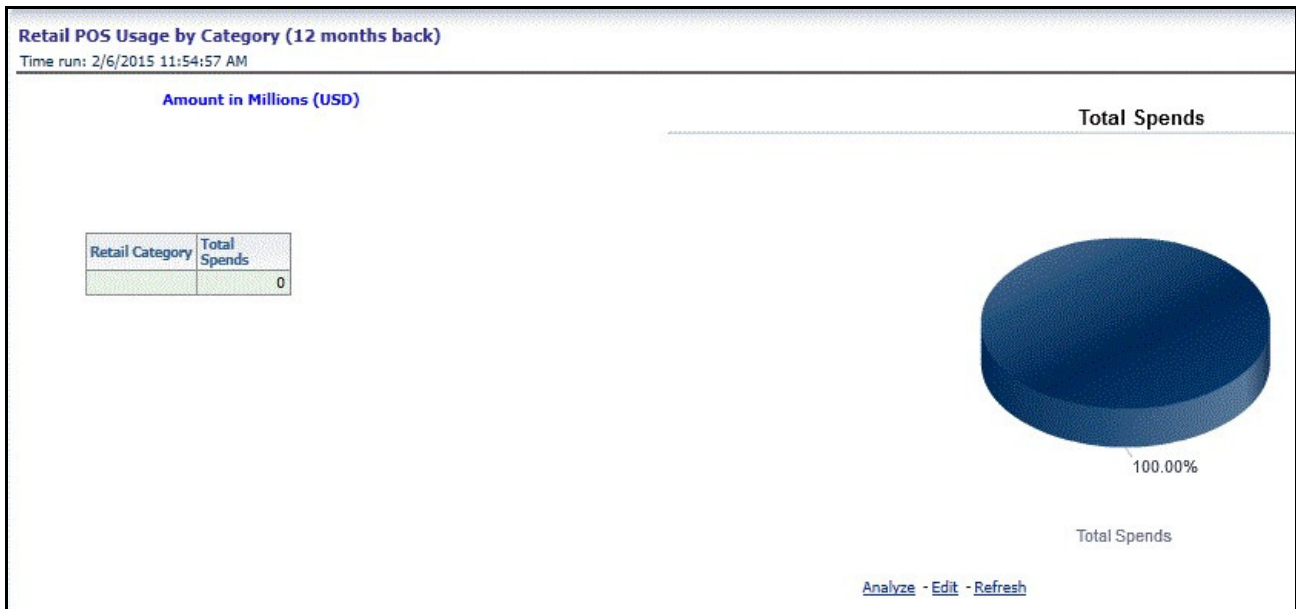 Retail POS Usage by Category (12 months back)
Time run: 2/6/2015 11:54:57 AM
Amount in Millions (USD)
Total Spends
Retail Category
Total
Spends
0
100.00%
Total Spends
Analyze - Edit - Refresh